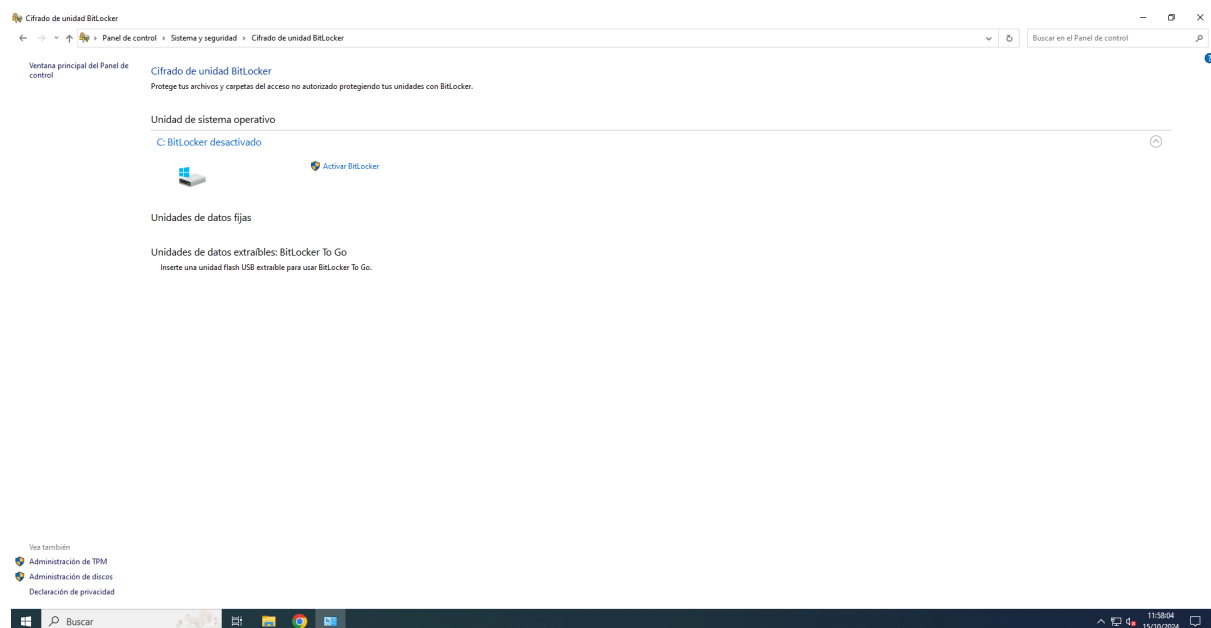 Cifrado de unidad BitLocker
Panel de control > Sistema y seguridad > Cifrado de unidad BitLocker
Buscar en el Panel de control
Ventana principal del Panel de
control
Cifrado de unidad BitLocker
Protege tus archivos y carpetas del acceso no autorizado protegiendo tus unidades con BitLocker.
Unidad de sistema operativo
C: BitLocker desactivado
Activar BitLocker
Unidades de datos fijas
Unidades de datos extraíbles: BitLocker To Go
Inserte una unidad flash USB extraíble para usar BitLocker To Go.
Vea también
Administración de TPM
Administración de discos
Declaración de privacidad
Buscar
11:58:04
15/10/2024